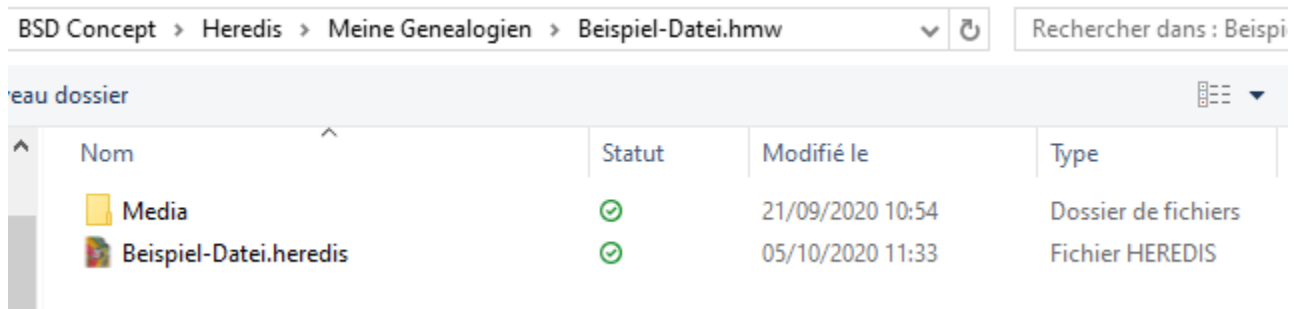 BSD Concept > Heredis > Meine Genealogien > Beispiel-Datei.hmw Rechercher dans : Beispi
eau dossier
Nom Statut Modifié le Type
Media 21/09/2020 10:54 Dossier de fichiers
Beispiel-Datei.heredis 05/10/2020 11:33 Fichier HEREDIS